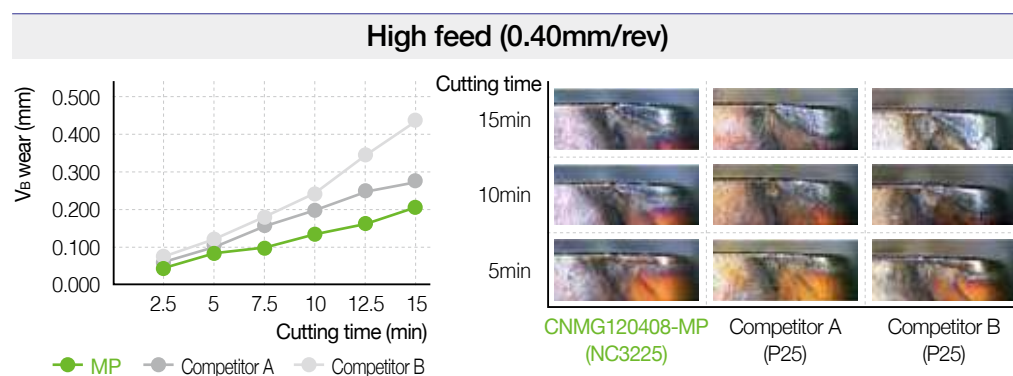 High feed (0.40mm/rev)
VB wear (mm)
0.500
0.400
0.300
0.200
0.100
0.000
2.5 5 7.5 10 12.5 15
Cutting time (min)
MP Competitor A Competitor B
Cutting time
15min
10min
5min
CNMG120408-MP Competitor A Competitor B
(NC3225) (P25) (P25)